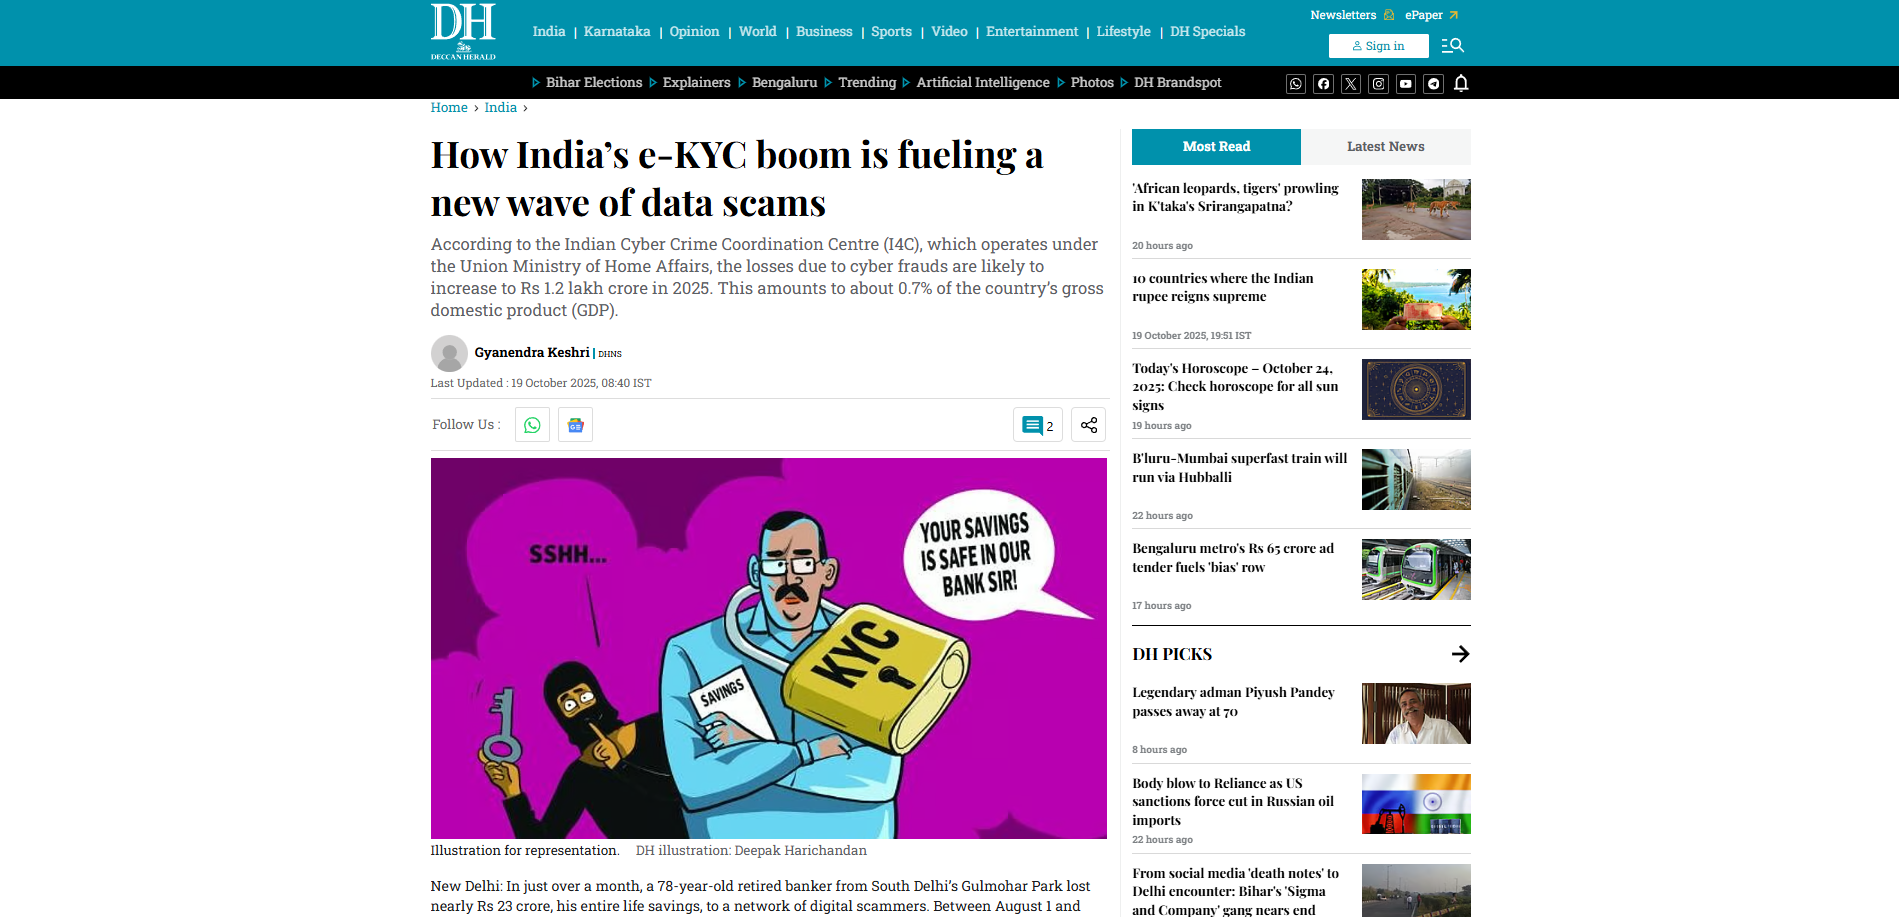 DH
DECCAN HERALD
India | Karnataka | Opinion | World | Business | Sports | Video | Entertainment | Lifestyle | DH Specials
Newsletters ePaper
Sign in
Bihar Elections Explainers Bengaluru Trending Artificial Intelligence Photos DH Brandspot
Home › India ›
How India’s e-KYC boom is fueling a
new wave of data scams
According to the Indian Cyber Crime Coordination Centre (I4C), which operates under
the Union Ministry of Home Affairs, the losses due to cyber frauds are likely to
increase to Rs 1.2 lakh crore in 2025. This amounts to about 0.7% of the country’s gross
domestic product (GDP).
Gyanendra Keshri | DHNS
Last Updated : 19 October 2025, 08:40 IST
Follow Us :
2
SSHH...
YOUR SAVINGS
IS SAFE IN OUR
BANK SIR!
KYC
SAVINGS
Illustration for representation. DH illustration: Deepak Harichandan
New Delhi: In just over a month, a 78-year-old retired banker from South Delhi’s Gulmohar Park lost
nearly Rs 23 crore, his entire life savings, to a network of digital scammers. Between August 1 and
Most Read
Latest News
'African leopards, tigers' prowling
in K'taka's Srirangapatna?
20 hours ago
10 countries where the Indian
rupee reigns supreme
19 October 2025, 19:51 IST
Today's Horoscope – October 24,
2025: Check horoscope for all sun
signs
19 hours ago
B'luru-Mumbai superfast train will
run via Hubballi
22 hours ago
Bengaluru metro's Rs 65 crore ad
tender fuels 'bias' row
17 hours ago
DH PICKS
Legendary adman Piyush Pandey
passes away at 70
8 hours ago
Body blow to Reliance as US
sanctions force cut in Russian oil
imports
22 hours ago
From social media 'death notes' to
Delhi encounter: Bihar's 'Sigma
and Company' gang nears end